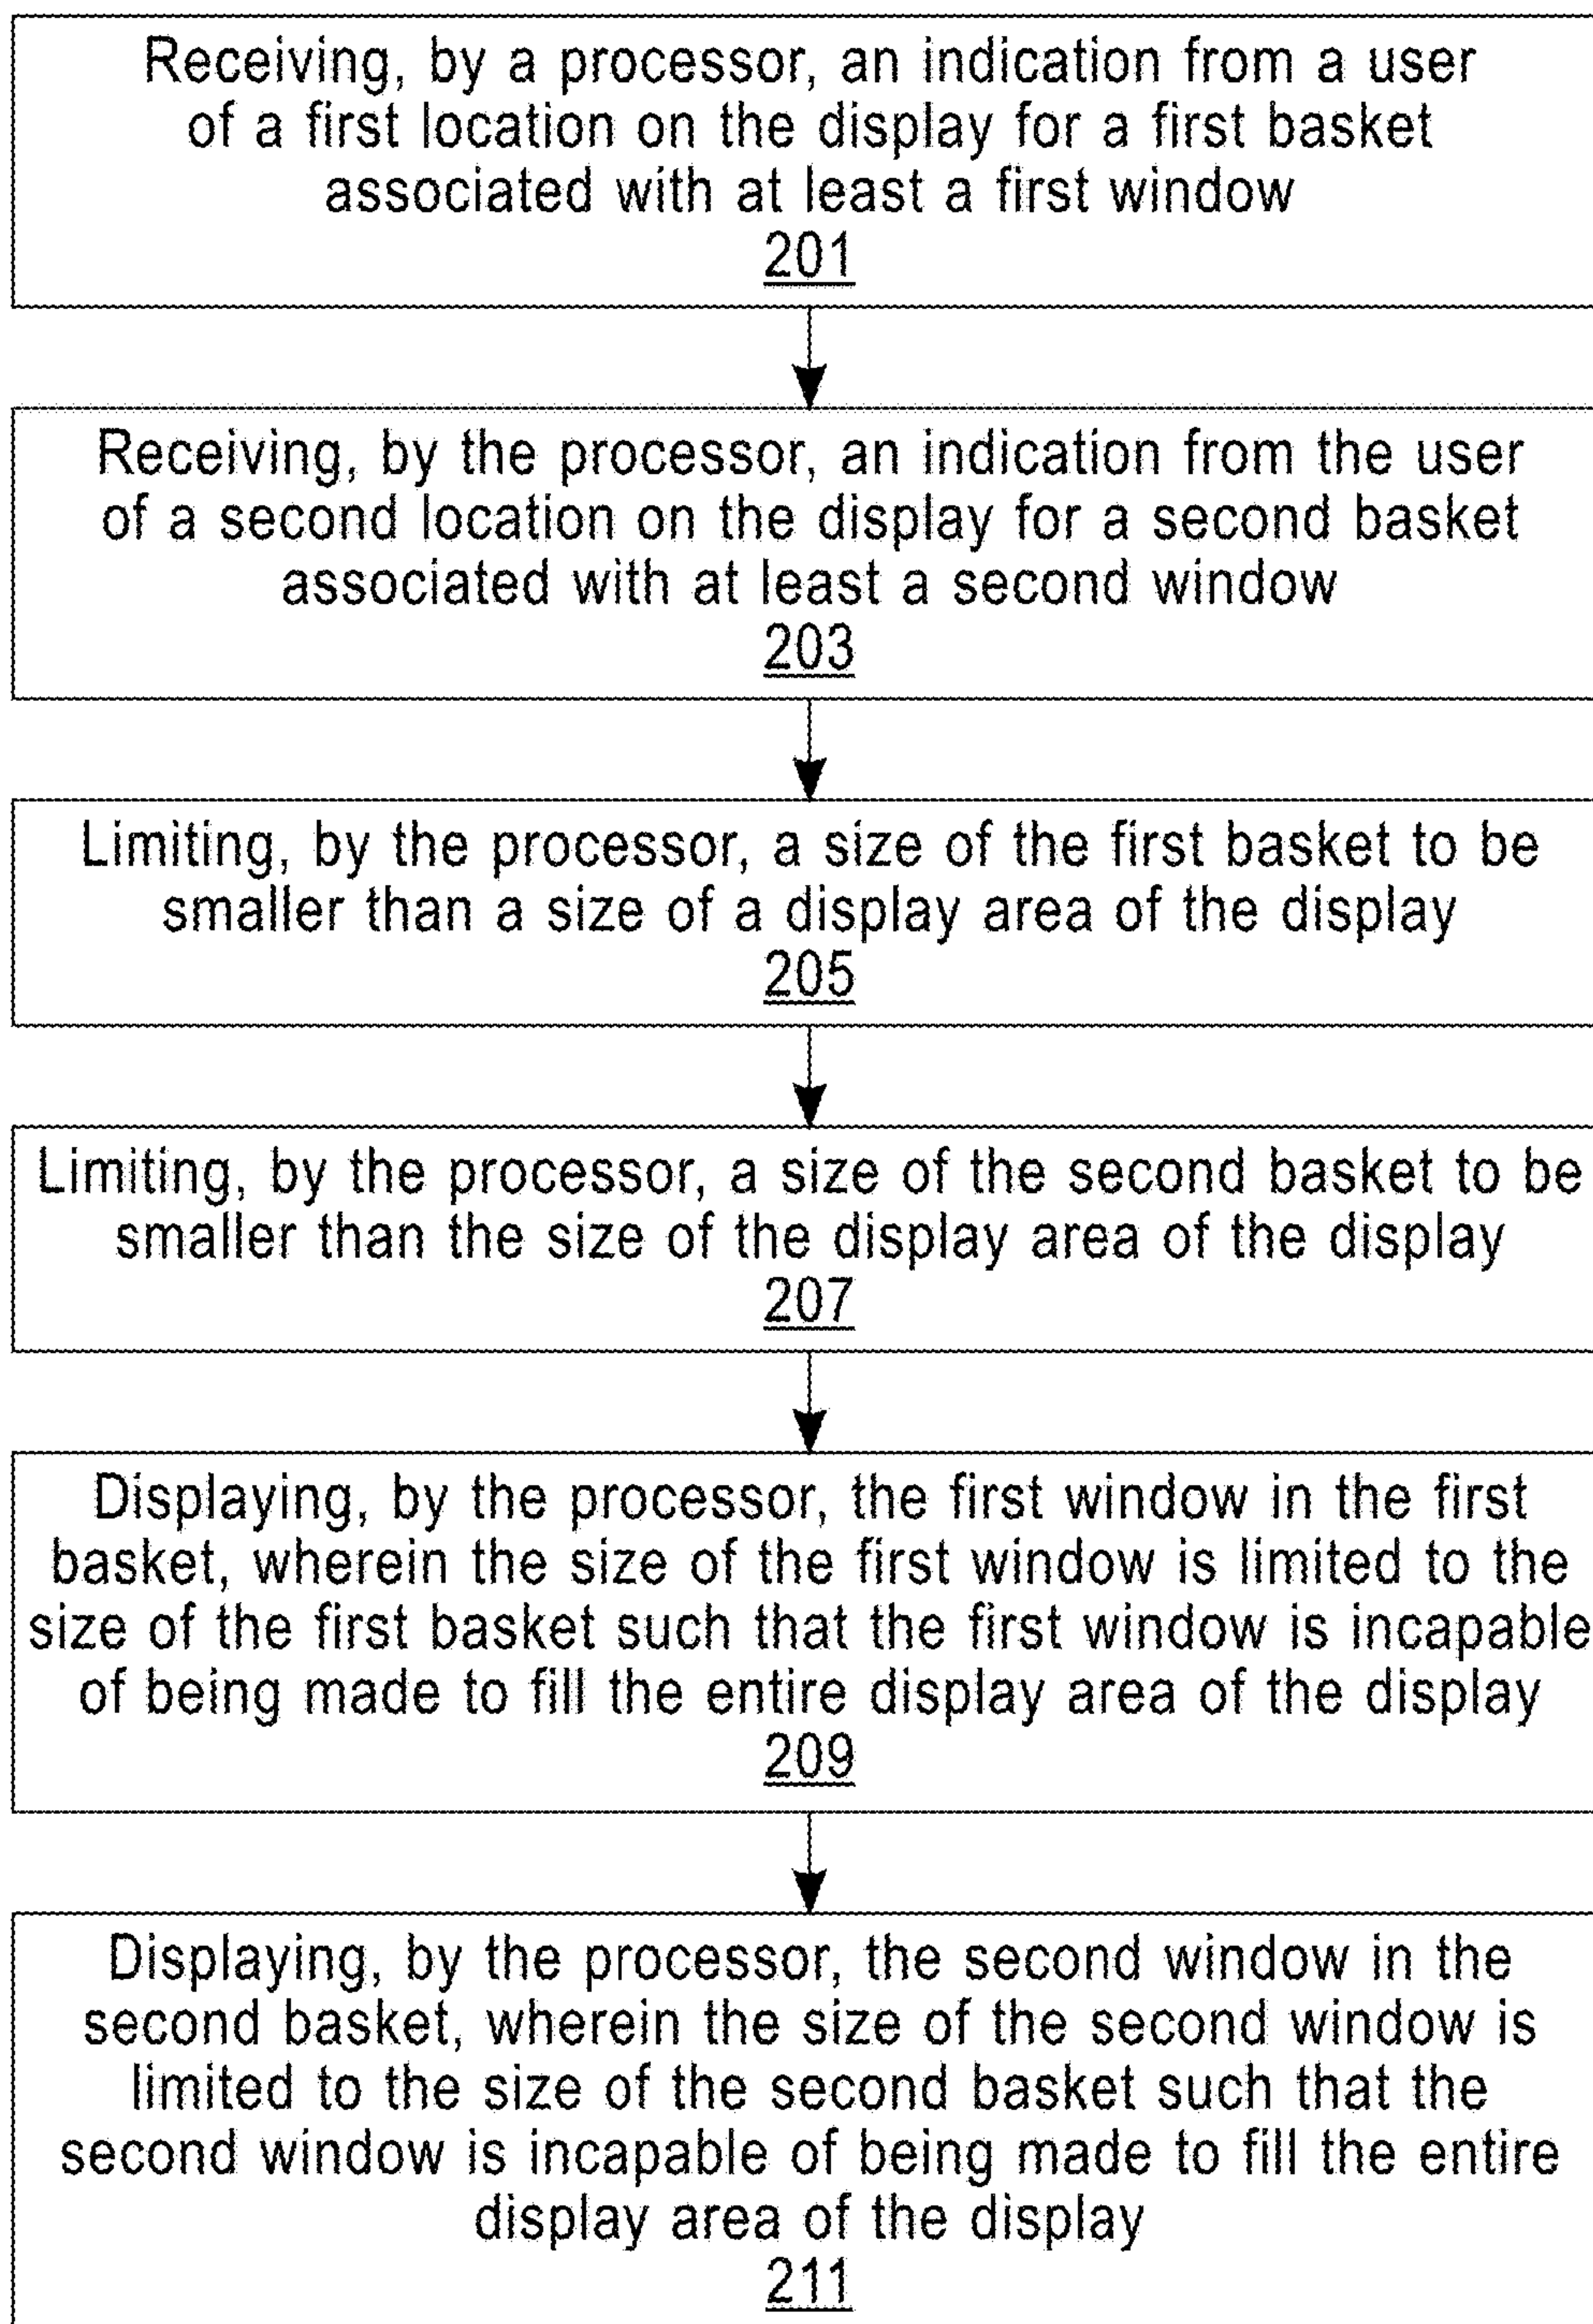 Receiving, by a processor, an indication from a user
of a first location on the display for a first basket
associated with at least a first window
201
Receiving, by the processor, an indication from the user
of a second location on the display for a second basket
associated with at least a second window
203
Limiting, by the processor, a size of the first basket to be
smaller than a size of a display area of the display
205
Limiting, by the processor, a size of the second basket to be
smaller than the size of the display area of the display
207
Displaying, by the processor, the first window in the first
basket, wherein the size of the first window is limited to the
size of the first basket such that the first window is incapable
of being made to fill the entire display area of the display
209
Displaying, by the processor, the second window in the
second basket, wherein the size of the second window is
limited to the size of the second basket such that the
second window is incapable of being made to fill the entire
display area of the display
211